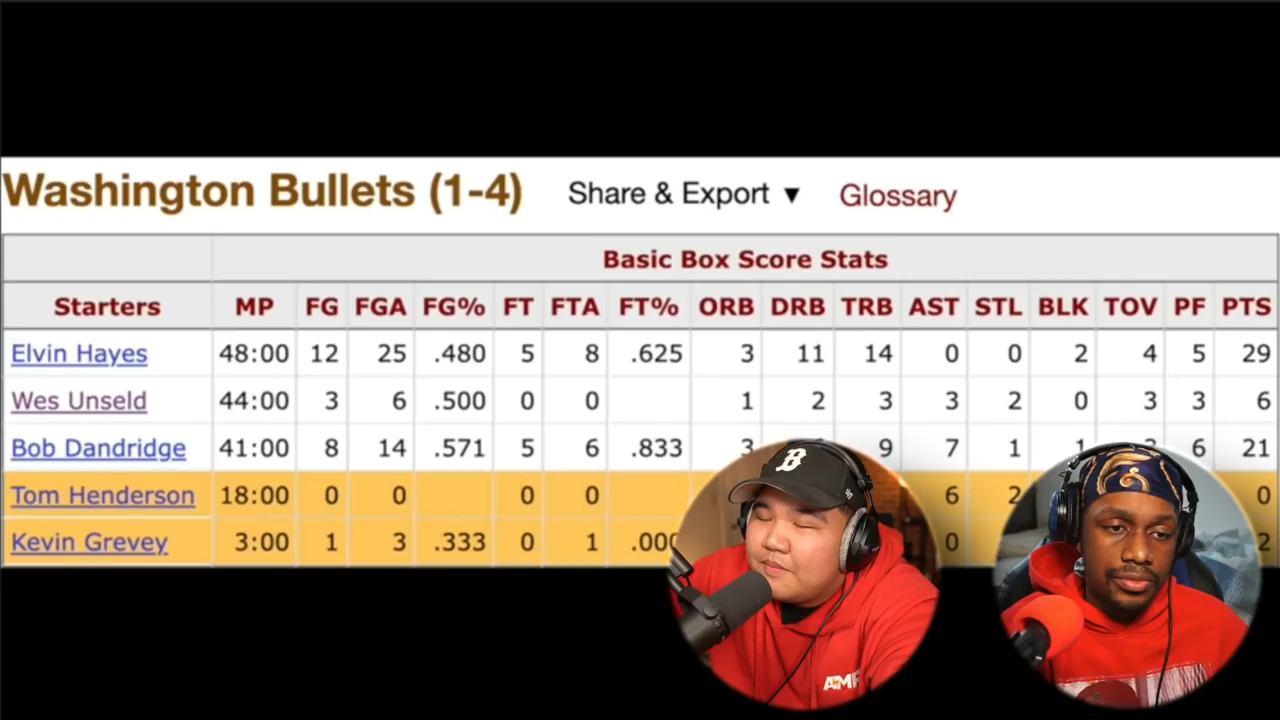 Washington Bullets (1-4) Share & Export ▼ Glossary
Basic Box Score Stats
Starters MP FG FGA FG% FT FTA FT% ORB DRB TRB AST STL BLK TOV PF PTS
Elvin Hayes 48:00 12 25 .480 5 8 .625 3 11 14 0 0 2 4 5 29
Wes Unseld 44:00 3 6 .500 0 0 1 2 3 3 2 0 3 3 6
Bob Dandridge 41:00 8 14 .571 5 6 .833 3 9 7 1 1 6 21
Tom Henderson 18:00 0 0 0 0 6 2 0
Kevin Grevey 3:00 1 3 .333 0 1 .000 0 2
B